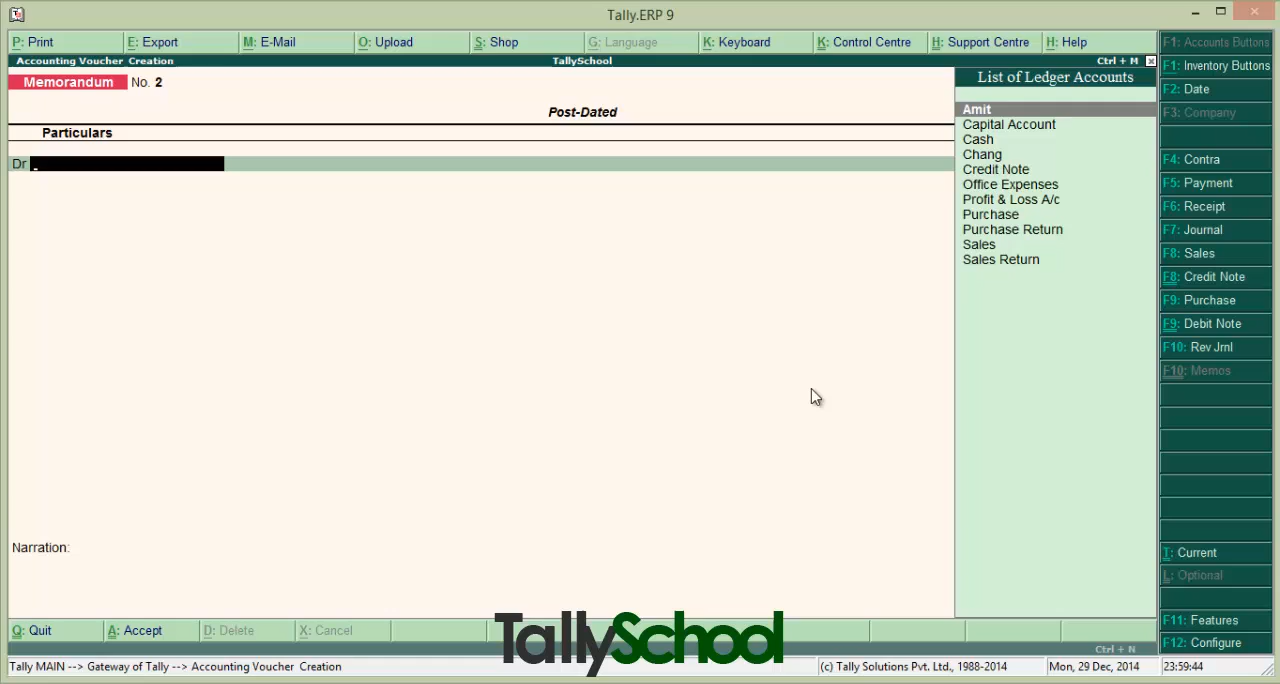 Tally.ERP 9
P: Print E: Export M: E-Mail O: Upload S: Shop G: Language K: Keyboard K: Control Centre H: Support Centre H: Help
Accounting Voucher Creation TallySchool Ctrl + M
Memorandum No. 2
Post-Dated
Particulars
Dr
Narration:
List of Ledger Accounts
Amit
Capital Account
Cash
Chang
Credit Note
Office Expenses
Profit & Loss A/c
Purchase
Purchase Return
Sales
Sales Return
F1: Accounts Buttons
F1: Inventory Buttons
F2: Date
F3: Company
F4: Contra
F5: Payment
F6: Receipt
F7: Journal
F8: Sales
F8: Credit Note
F9: Purchase
F9: Debit Note
F10: Rev Jrnl
F10: Memos
T: Current
L: Optional
F11: Features
F12: Configure
Q: Quit A: Accept D: Delete X: Cancel
TallySchool
Ctrl + N
Tally MAIN --> Gateway of Tally --> Accounting Voucher Creation (c) Tally Solutions Pvt. Ltd., 1988-2014 Mon, 29 Dec, 2014 23:59:44